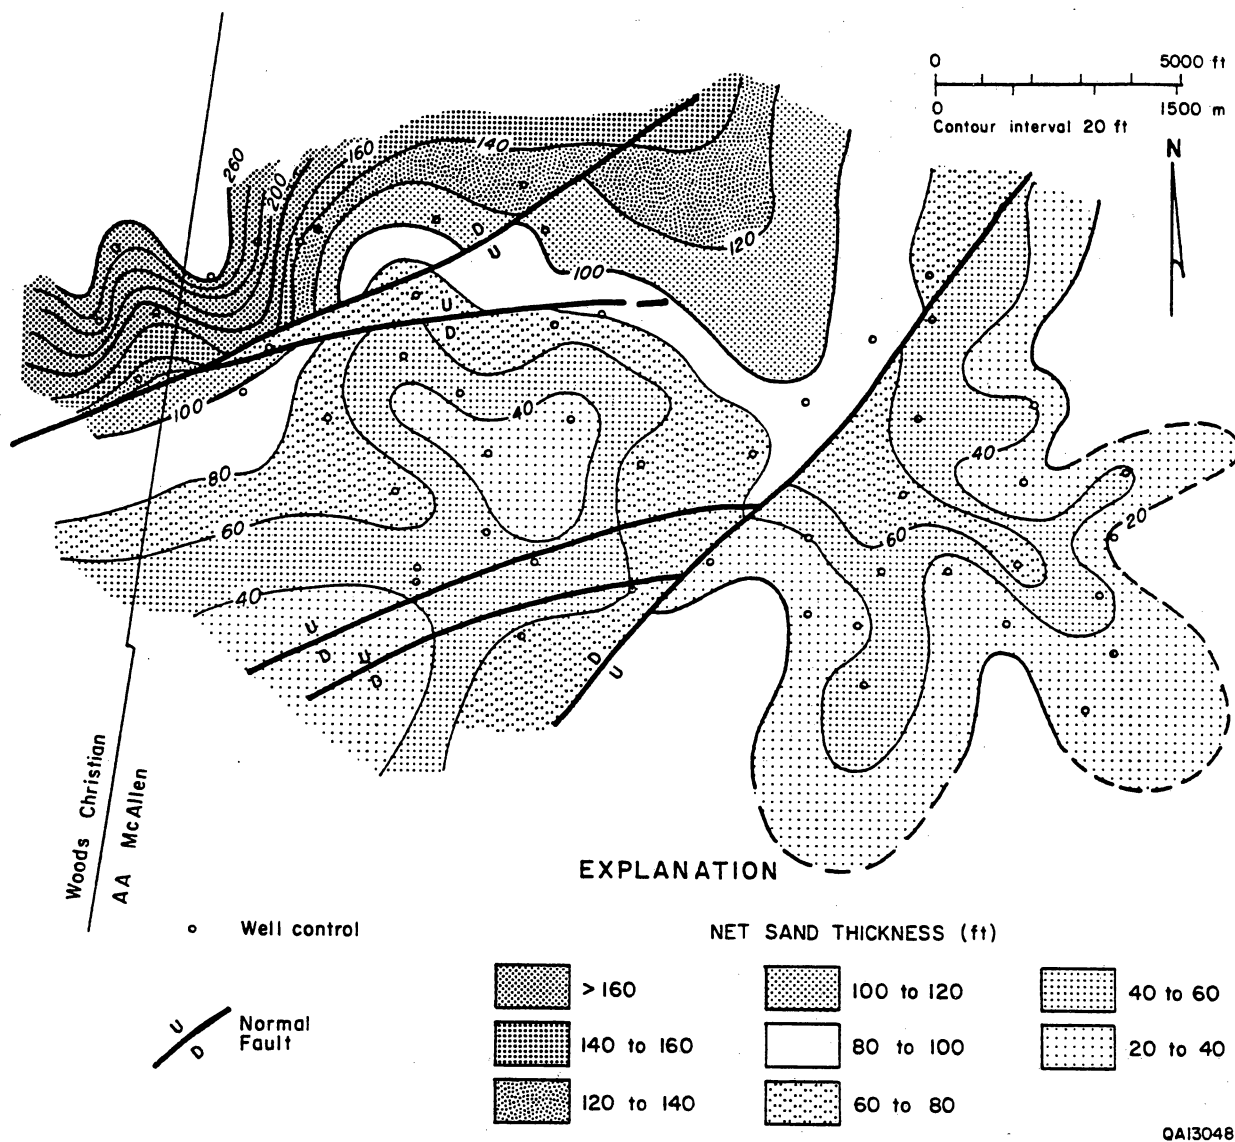 0 5000 ft
0 1500 m
Contour interval 20 ft
N
260
200
160
140
120
100
D
U
U
D
100
80
60
40
40
40
60
20
U
D
U
D
D
U
Woods Christian
AA McAllen
EXPLANATION
Well control
U
D
Normal
Fault
NET SAND THICKNESS (ft)
>160
140 to 160
120 to 140
100 to 120
80 to 100
60 to 80
40 to 60
20 to 40
QA13048